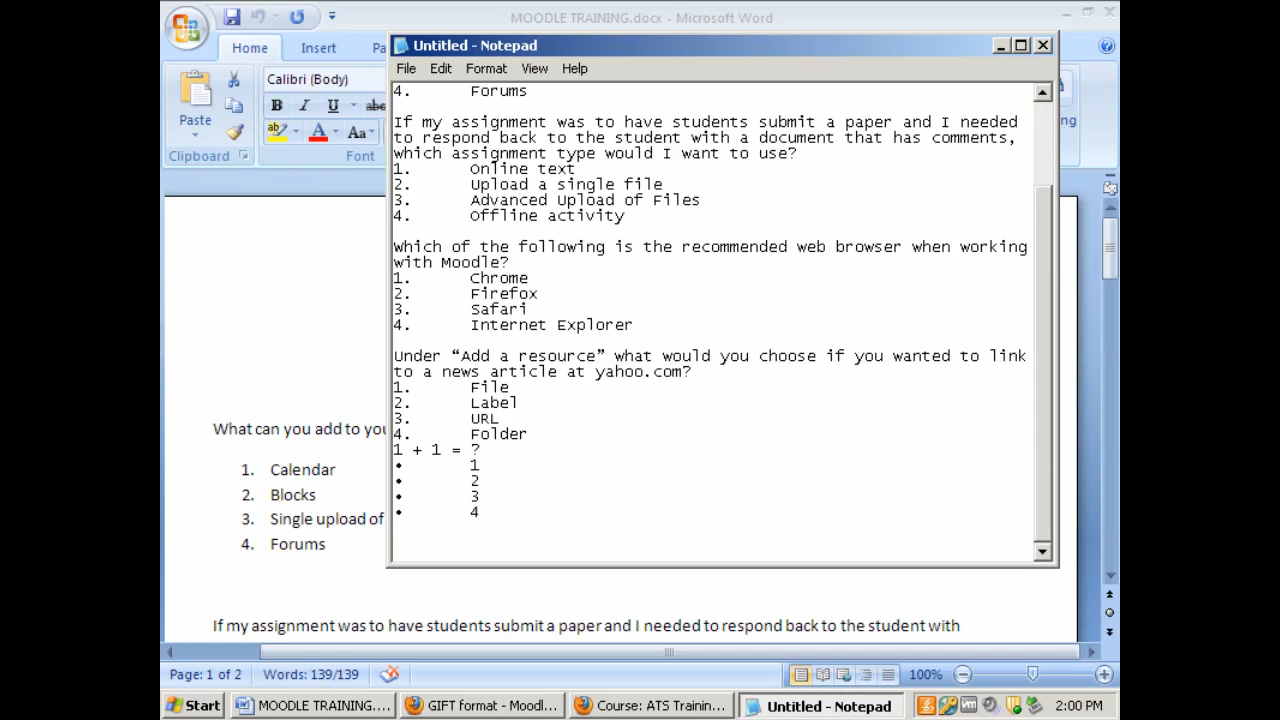 MOODLE TRAINING.docx - Microsoft Word
Home Insert Pa
Calibri (Body)
B I U abc
Paste
Aa
Clipboard
Font
ng
Untitled - Notepad
File Edit Format View Help
4. Forums
If my assignment was to have students submit a paper and I needed
to respond back to the student with a document that has comments,
which assignment type would I want to use?
1. Online text
2. Upload a single file
3. Advanced Upload of Files
4. Offline activity
Which of the following is the recommended web browser when working
with Moodle?
1. Chrome
2. Firefox
3. Safari
4. Internet Explorer
Under “Add a resource” what would you choose if you wanted to link
to a news article at yahoo.com?
1. File
2. Label
3. URL
4. Folder
1 + 1 = ?
• 1
• 2
• 3
• 4
What can you add to you
1. Calendar
2. Blocks
3. Single upload of
4. Forums
If my assignment was to have students submit a paper and I needed to respond back to the student with
Page: 1 of 2 Words: 139/139 100%
Start MOODLE TRAINING.... GIFT format - Moodl... Course: ATS Trainin... Untitled - Notepad 2:00 PM